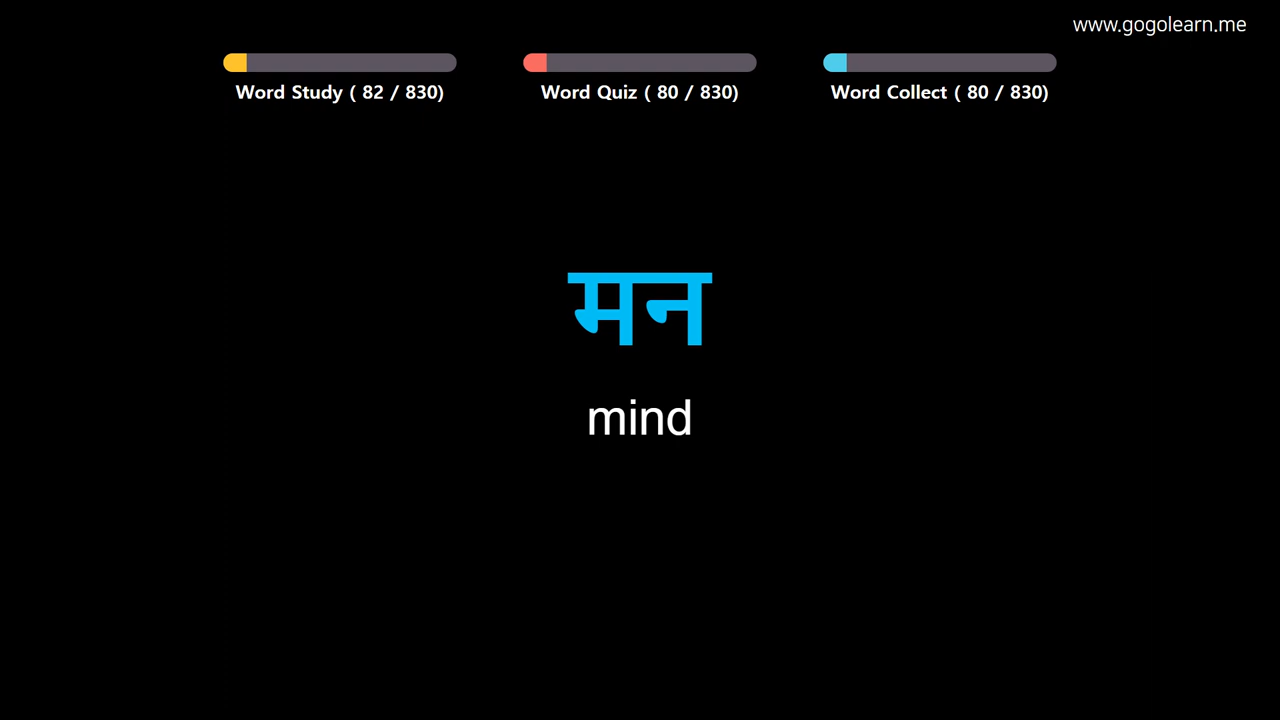 www.gogolearn.me
Word Study ( 82 / 830)
Word Quiz ( 80 / 830)
Word Collect ( 80 / 830)
मन
mind